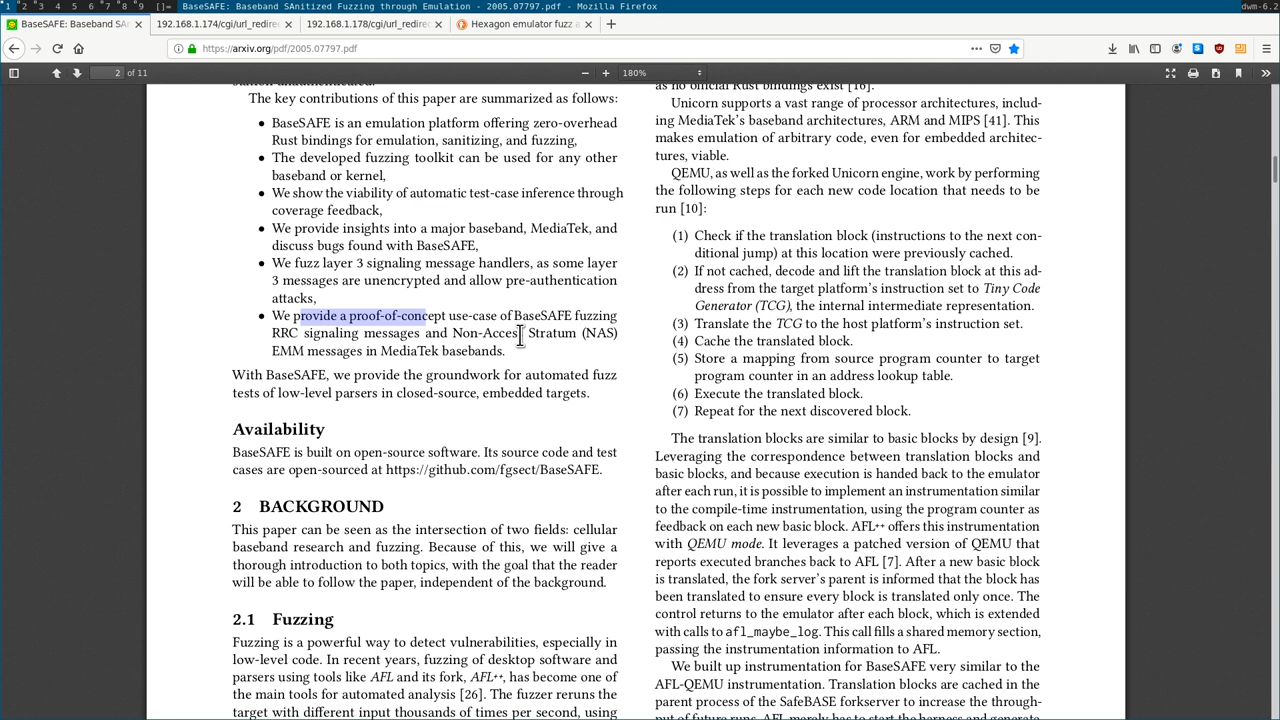 1 2 3 4 5 6 7 8 9 []= BaseSAFE: Baseband SAnitized Fuzzing through Emulation - 2005.07797.pdf - Mozilla Firefox dwm-6.2
BaseSAFE: Baseband SA
192.168.1.174/cgi/url_redire
192.168.1.178/cgi/url_redire
Hexagon emulator fuzz a
https://arxiv.org/pdf/2005.07797.pdf
2 of 11
180%
The key contributions of this paper are summarized as follows:
• BaseSAFE is an emulation platform offering zero-overhead
Rust bindings for emulation, sanitizing, and fuzzing,
• The developed fuzzing toolkit can be used for any other
baseband or kernel,
• We show the viability of automatic test-case inference through
coverage feedback,
• We provide insights into a major baseband, MediaTek, and
discuss bugs found with BaseSAFE,
• We fuzz layer 3 signaling message handlers, as some layer
3 messages are unencrypted and allow pre-authentication
attacks,
• We provide a proof-of-concept use-case of BaseSAFE fuzzing
RRC signaling messages and Non-Access Stratum (NAS)
EMM messages in MediaTek basebands.
With BaseSAFE, we provide the groundwork for automated fuzz
tests of low-level parsers in closed-source, embedded targets.
Availability
BaseSAFE is built on open-source software. Its source code and test
cases are open-sourced at https://github.com/fgsect/BaseSAFE.
2 BACKGROUND
This paper can be seen as the intersection of two fields: cellular
baseband research and fuzzing. Because of this, we will give a
thorough introduction to both topics, with the goal that the reader
will be able to follow the paper, independent of the background.
2.1 Fuzzing
Fuzzing is a powerful way to detect vulnerabilities, especially in
low-level code. In recent years, fuzzing of desktop software and
parsers using tools like AFL and its fork, AFL++, has become one of
the main tools for automated analysis [26]. The fuzzer reruns the
target with different input thousands of times per second, using
as no official Rust bindings exist [16].
Unicorn supports a vast range of processor architectures, includ-
ing MediaTek's baseband architectures, ARM and MIPS [41]. This
makes emulation of arbitrary code, even for embedded architec-
tures, viable.
QEMU, as well as the forked Unicorn engine, work by performing
the following steps for each new code location that needs to be
run [10]:
(1) Check if the translation block (instructions to the next con-
ditional jump) at this location were previously cached.
(2) If not cached, decode and lift the translation block at this ad-
dress from the target platform's instruction set to Tiny Code
Generator (TCG), the internal intermediate representation.
(3) Translate the TCG to the host platform's instruction set.
(4) Cache the translated block.
(5) Store a mapping from source program counter to target
program counter in an address lookup table.
(6) Execute the translated block.
(7) Repeat for the next discovered block.
The translation blocks are similar to basic blocks by design [9].
Leveraging the correspondence between translation blocks and
basic blocks, and because execution is handed back to the emulator
after each run, it is possible to implement an instrumentation similar
to the compile-time instrumentation, using the program counter as
feedback on each new basic block. AFL++ offers this instrumentation
with QEMU mode. It leverages a patched version of QEMU that
reports executed branches back to AFL [7]. After a new basic block
is translated, the fork server's parent is informed that the block has
been translated to ensure every block is translated only once. The
control returns to the emulator after each block, which is extended
with calls to afl_maybe_log. This call fills a shared memory section,
passing the instrumentation information to AFL.
We built up instrumentation for BaseSAFE very similar to the
AFL-QEMU instrumentation. Translation blocks are cached in the
parent process of the SafeBASE forkserver to increase the through-
put of future runs. AFL merely has to start the harness and generate